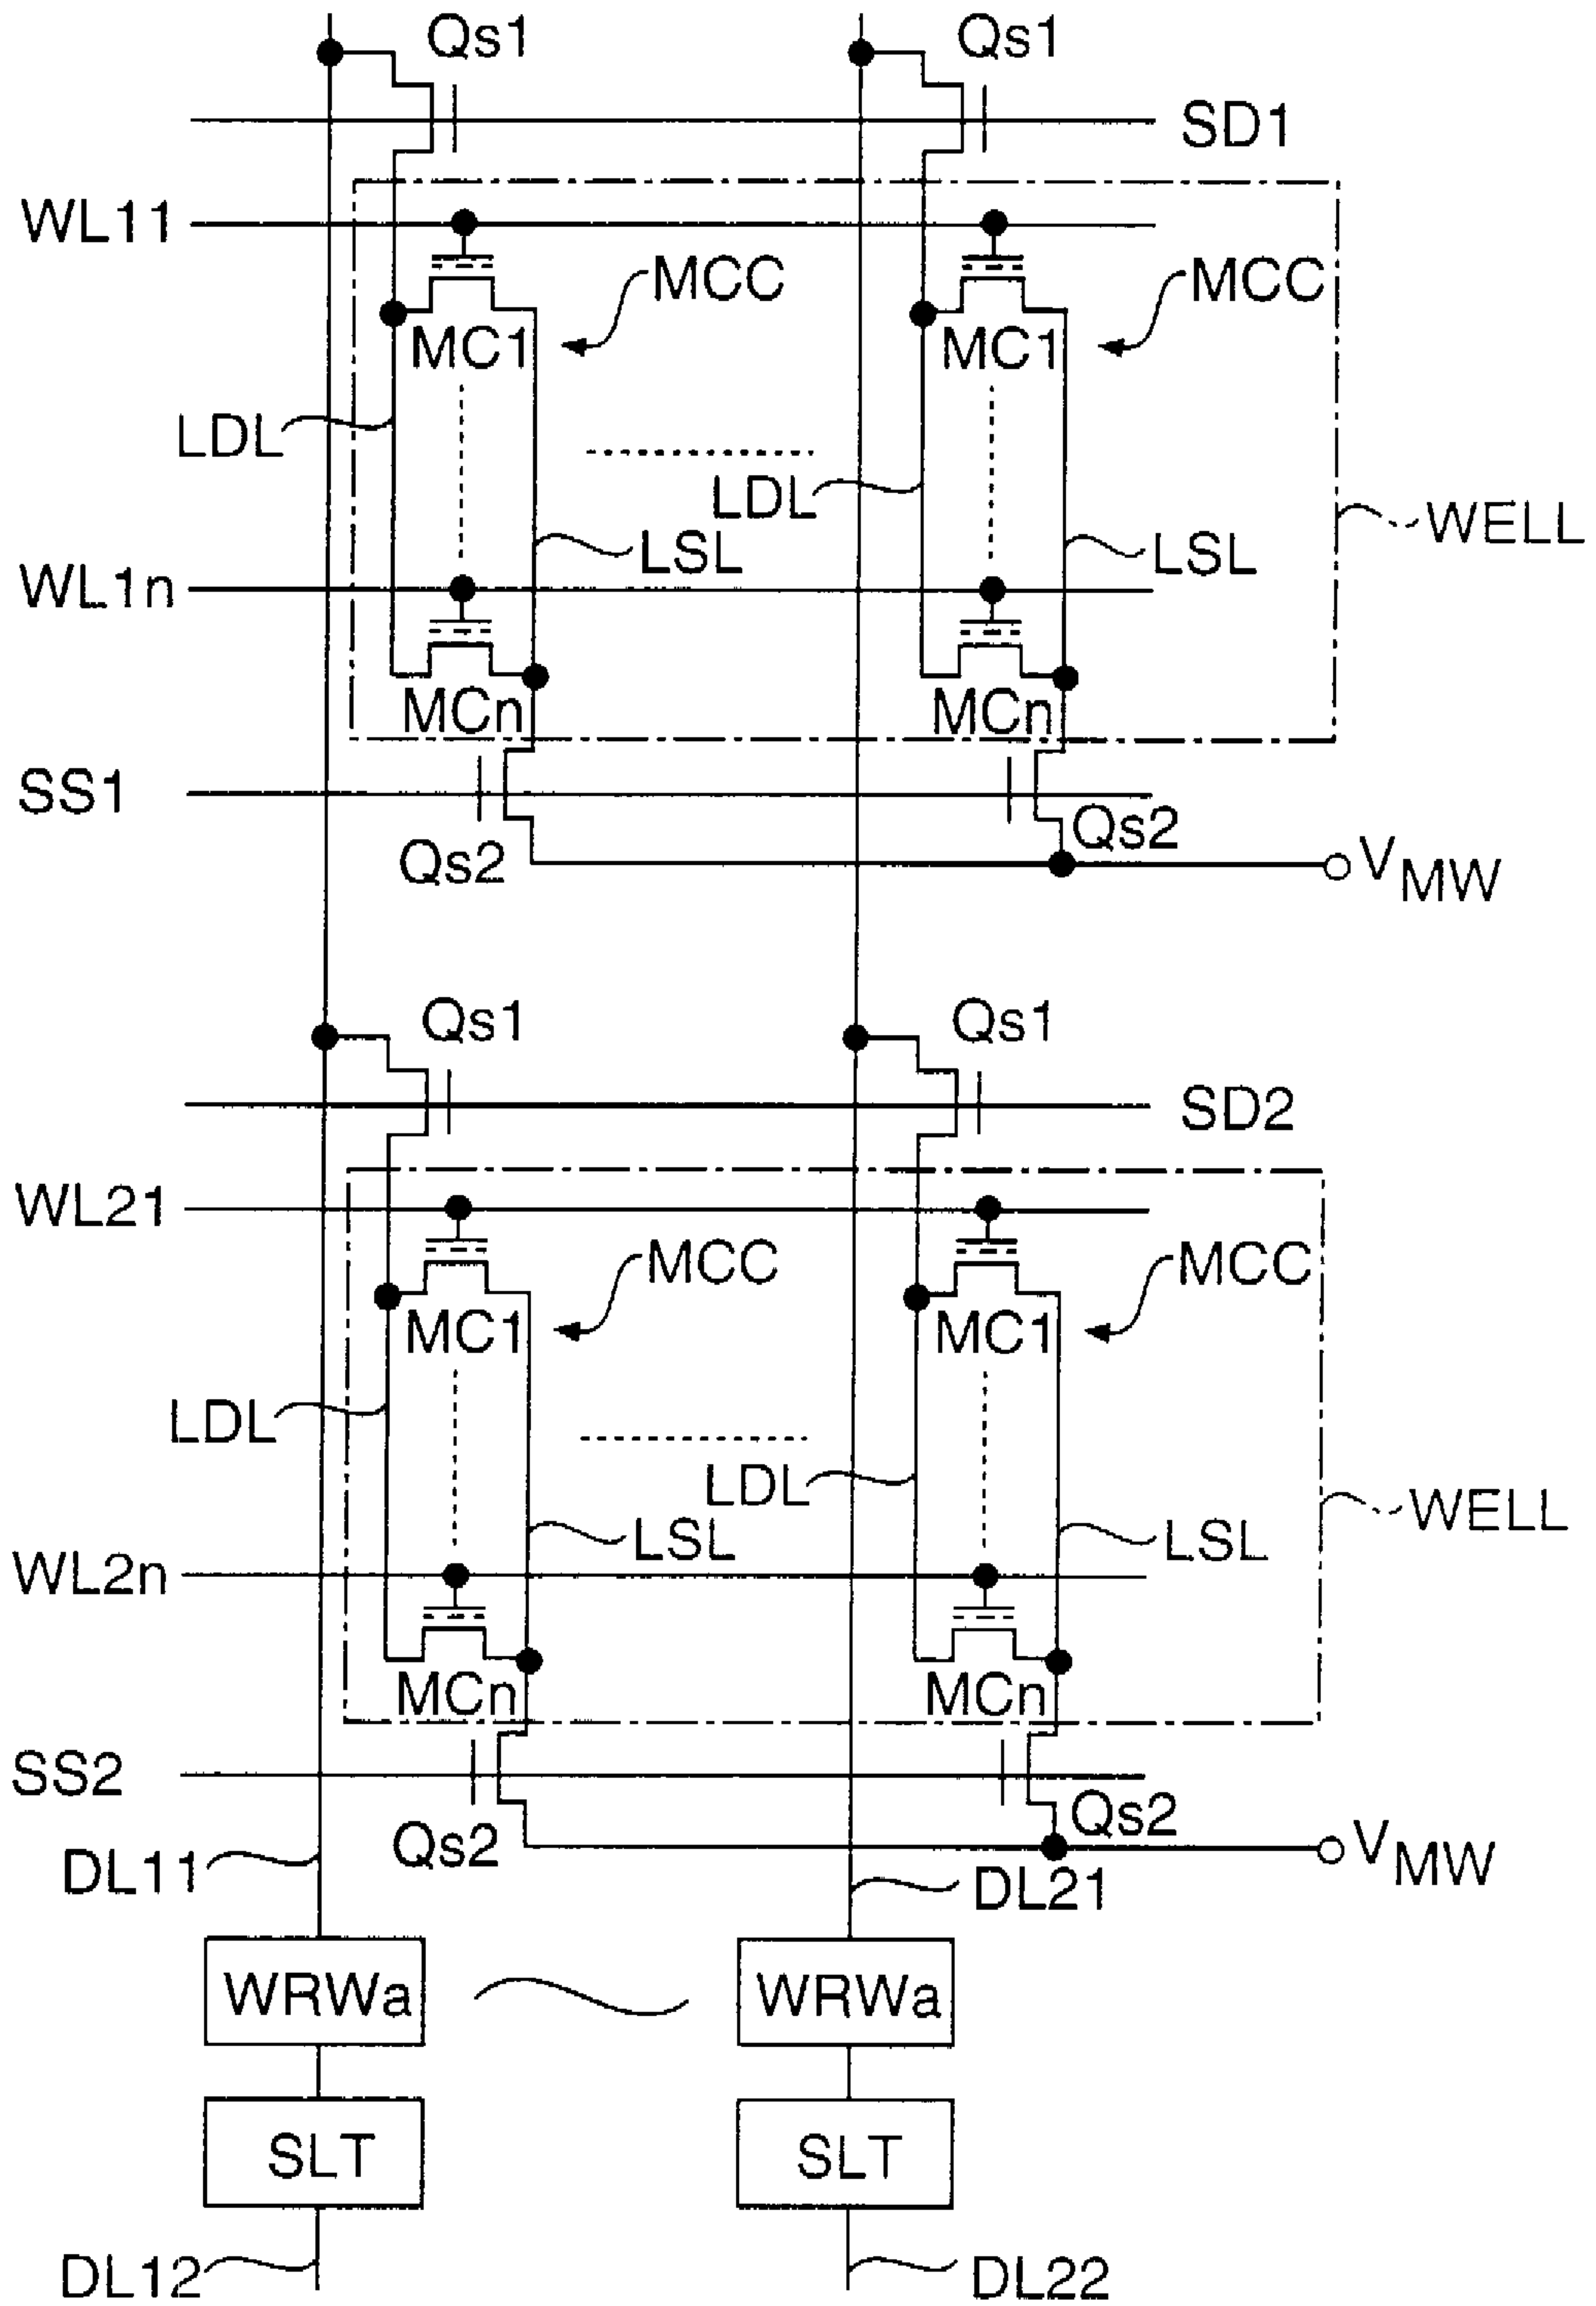 Qs1 Qs1
SD1
WL11
MCC MCC
MC1 MC1
LDL
LDL
WELL
LSL LSL
WL1n
MCn MCn
SS1
Qs2 Qs2
VMW
Qs1 Qs1
SD2
WL21
MCC MCC
MC1 MC1
LDL
LDL
WELL
LSL LSL
WL2n
MCn MCn
SS2
Qs2 Qs2
VMW
DL11 DL21
WRWa WRWa
SLT SLT
DL12 DL22